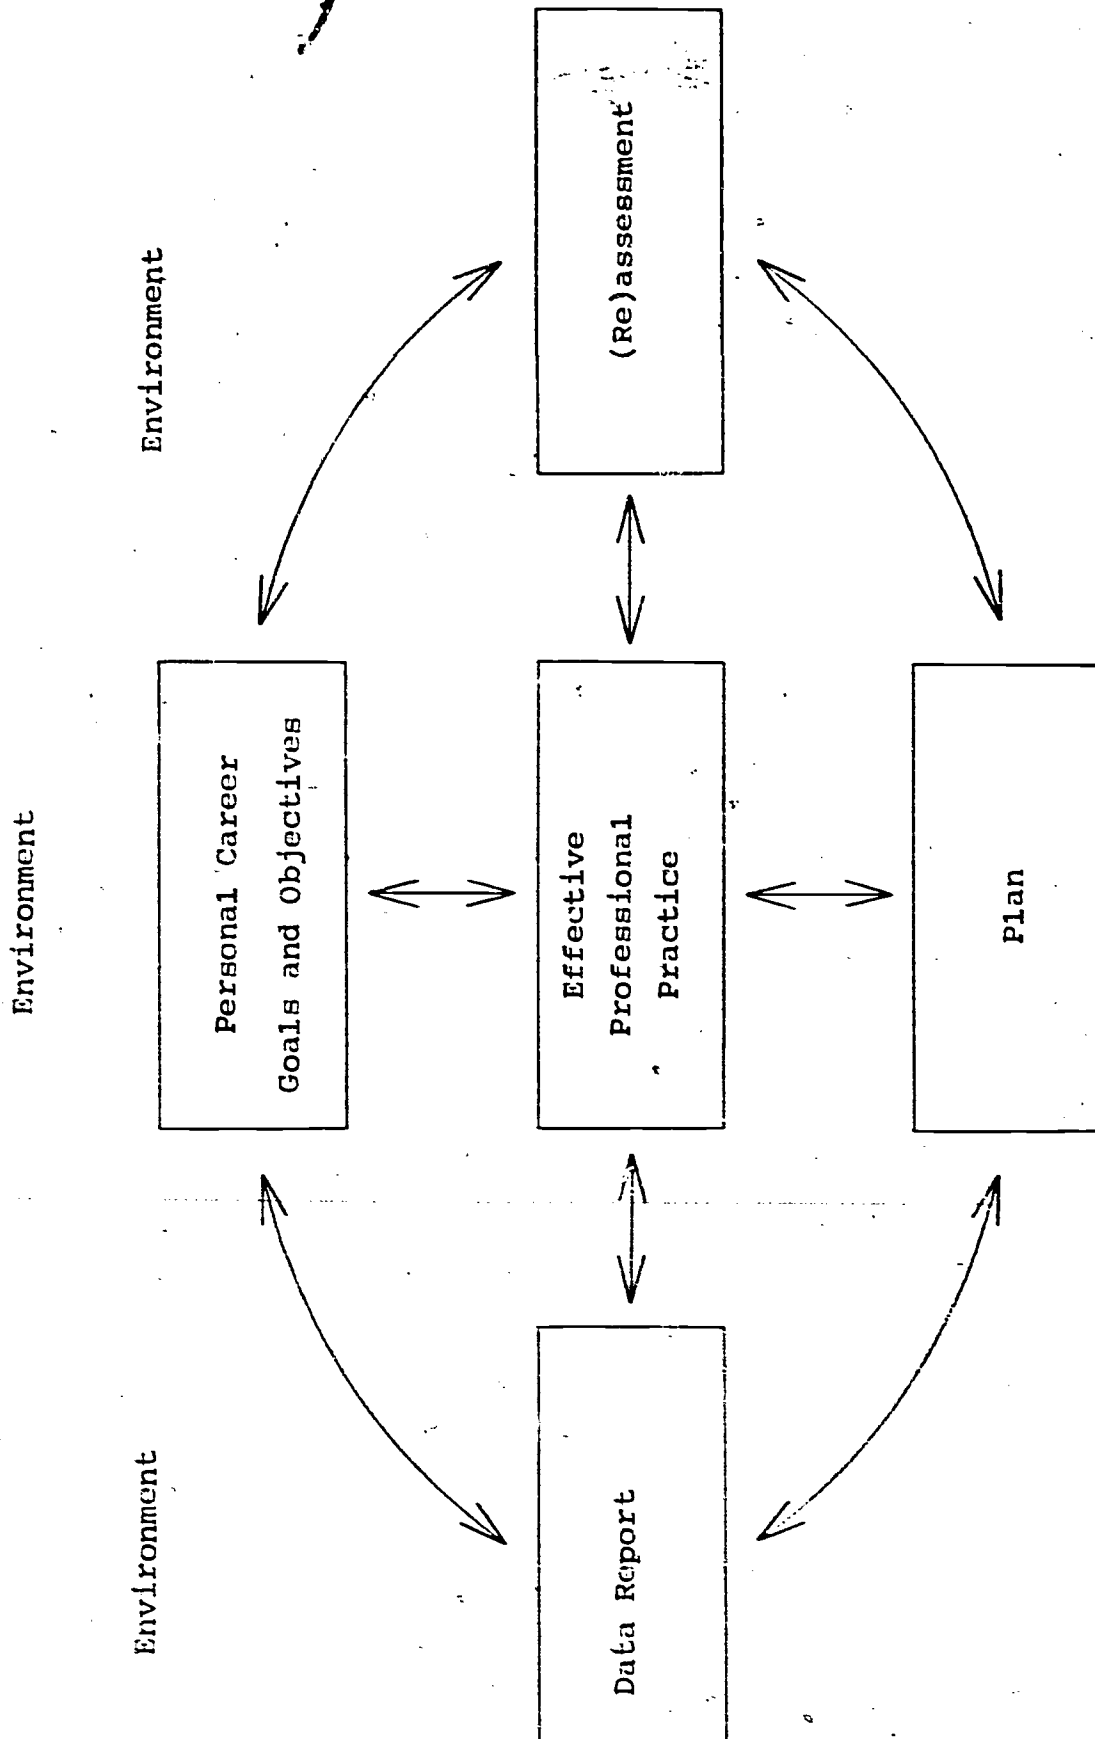 Environment
Environment
Environment
Personal Career
Goals and Objectives
Data Report
Effective
Professional
Practice
(Re)assessment
Plan